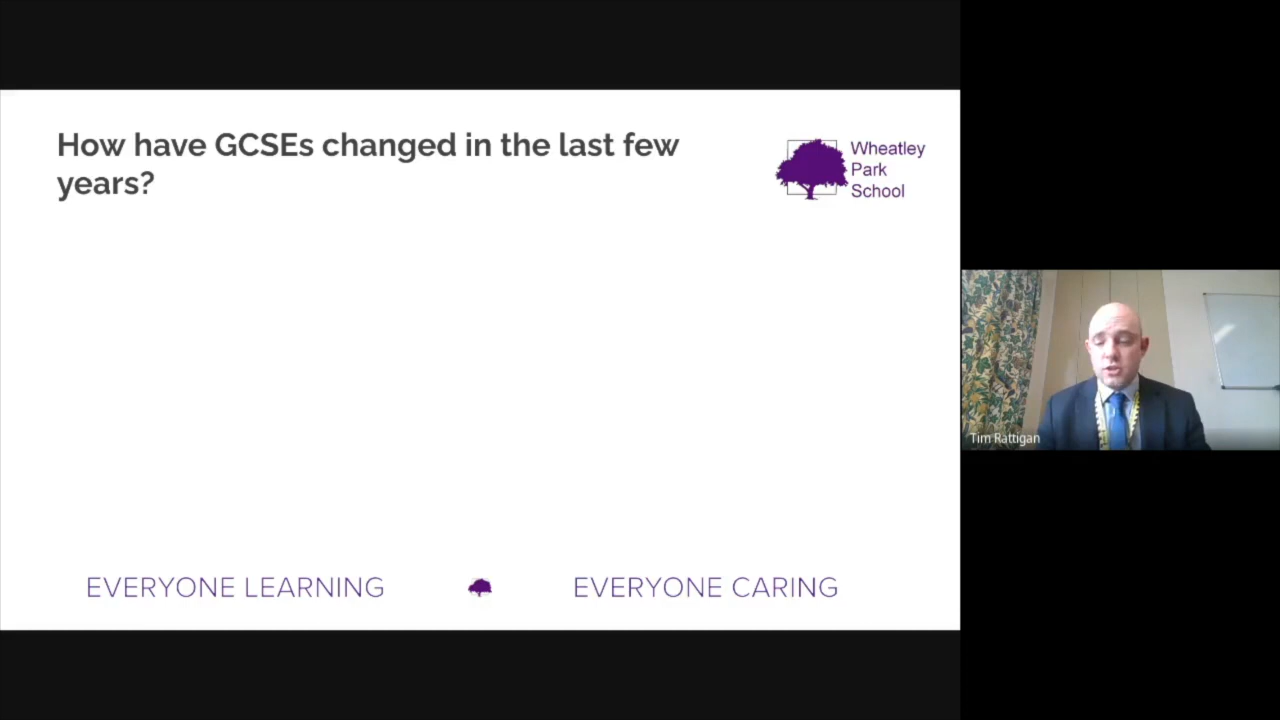 How have GCSEs changed in the last few
years?
Wheatley
Park
School
EVERYONE LEARNING
EVERYONE CARING
Tim Rattigan